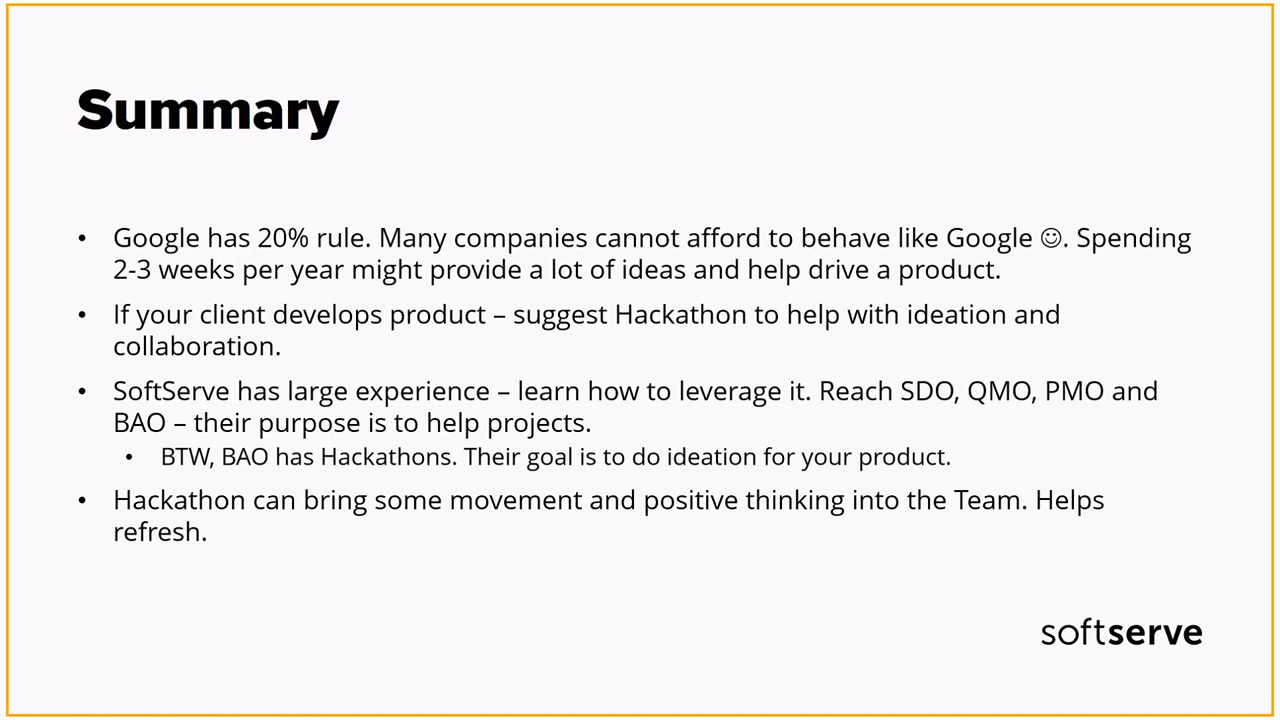 Summary
• Google has 20% rule. Many companies cannot afford to behave like Google ☺. Spending
2-3 weeks per year might provide a lot of ideas and help drive a product.
• If your client develops product – suggest Hackathon to help with ideation and
collaboration.
• SoftServe has large experience – learn how to leverage it. Reach SDO, QMO, PMO and
BAO – their purpose is to help projects.
• BTW, BAO has Hackathons. Their goal is to do ideation for your product.
• Hackathon can bring some movement and positive thinking into the Team. Helps
refresh.
softserve